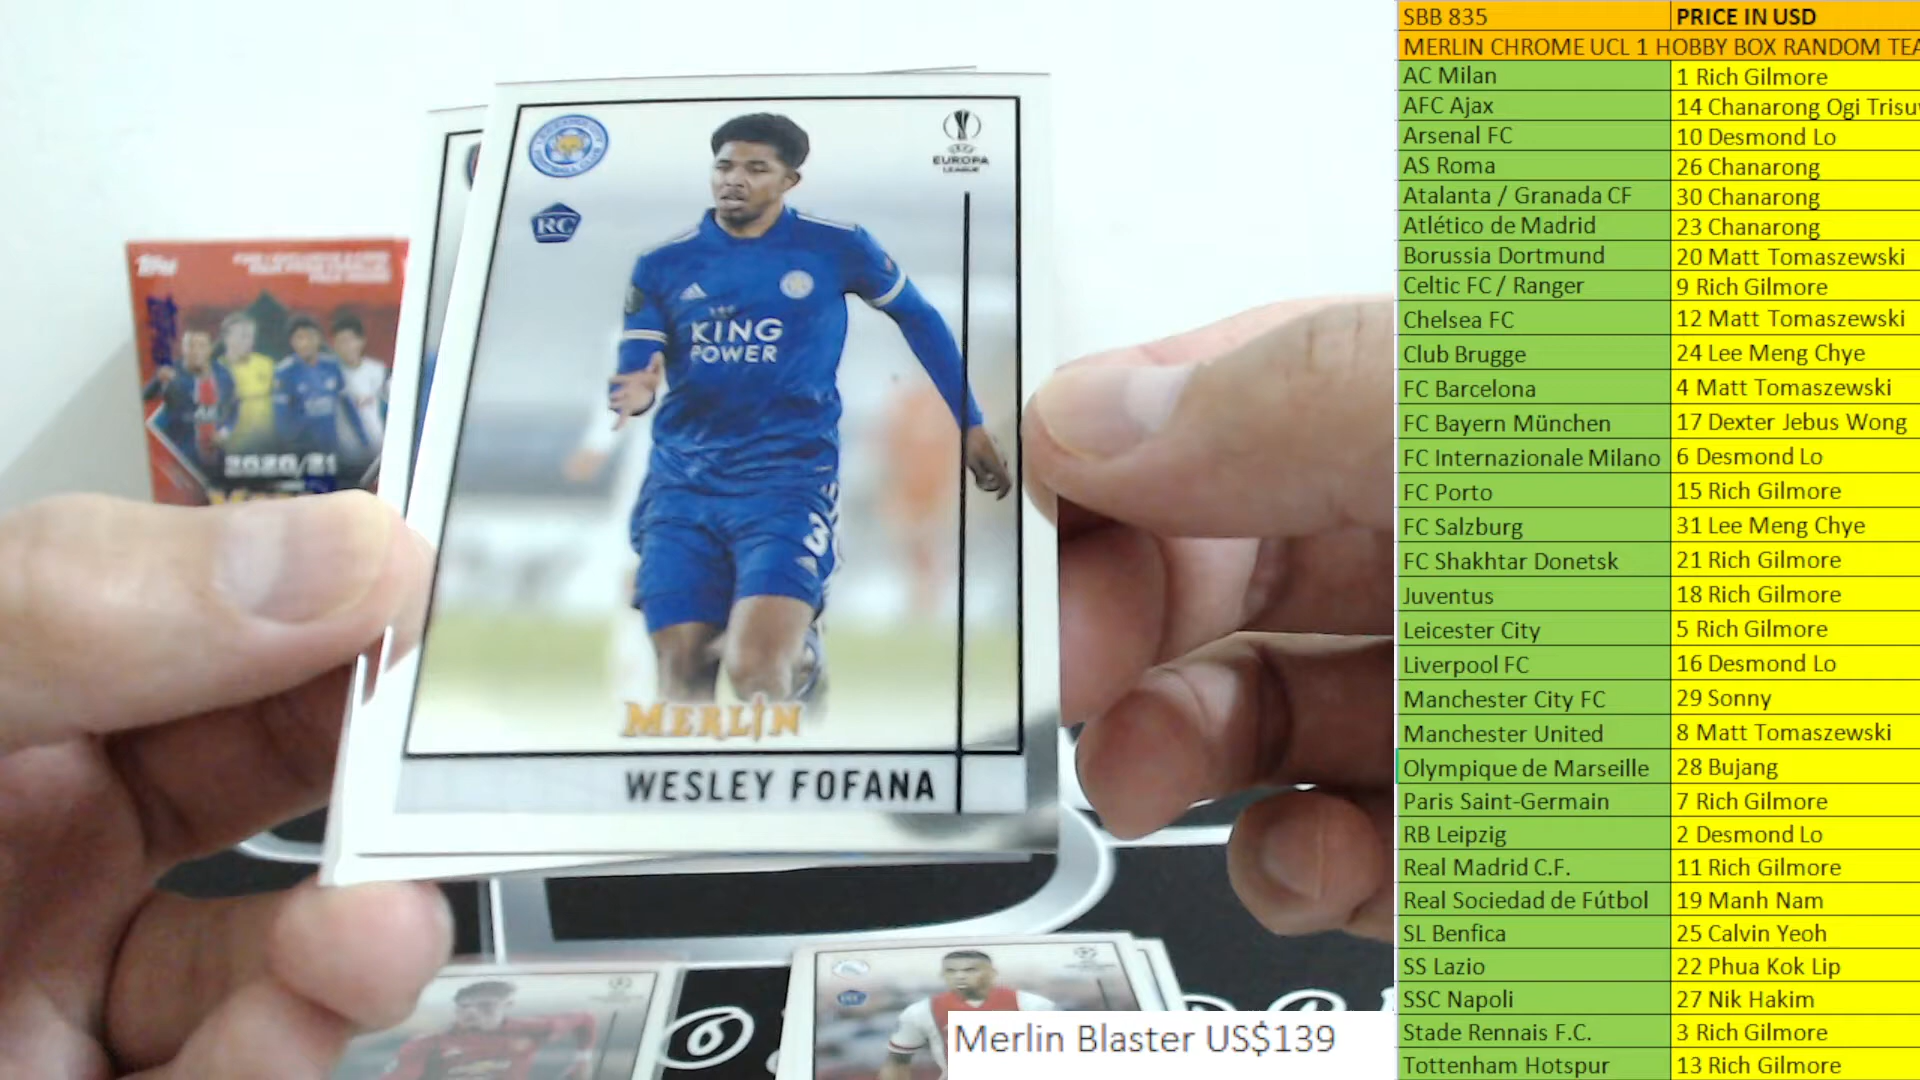 SBB 835 PRICE IN USD
MERLIN CHROME UCL 1 HOBBY BOX RANDOM
AC Milan 1 Rich Gilmore
AFC Ajax 14 Chanarong Ogi
Arsenal FC 10 Desmond Lo
AS Roma 26 Chanarong
Atalanta / Granada CF 30 Chanarong
Atlético de Madrid 23 Chanarong
Borussia Dortmund 20 Matt Tomaszewski
Celtic FC / Ranger 9 Rich Gilmore
Chelsea FC 12 Matt Tomaszewski
Club Brugge 24 Lee Meng Chye
FC Barcelona 4 Matt Tomaszewski
FC Bayern München 17 Dexter Jebus Wong
FC Internazionale Milano 6 Desmond Lo
FC Porto 15 Rich Gilmore
FC Salzburg 31 Lee Meng Chye
FC Shakhtar Donetsk 21 Rich Gilmore
Juventus 18 Rich Gilmore
Leicester City 5 Rich Gilmore
Liverpool FC 16 Desmond Lo
Manchester City FC 29 Sonny
Manchester United 8 Matt Tomaszewski
Olympique de Marseille 28 Bujang
Paris Saint-Germain 7 Rich Gilmore
RB Leipzig 2 Desmond Lo
Real Madrid C.F. 11 Rich Gilmore
Real Sociedad de Fútbol 19 Manh Nam
SL Benfica 25 Calvin Yeoh
SS Lazio 22 Phua Kok Lip
SSC Napoli 27 Nik Hakim
Stade Rennais F.C. 3 Rich Gilmore
Tottenham Hotspur 13 Rich Gilmore
UEFA
EUROPA
LEAGUE
RC
KING
POWER
3
MERLIN
WESLEY FOFANA
Topps
2020/21
Merlin Blaster US$139